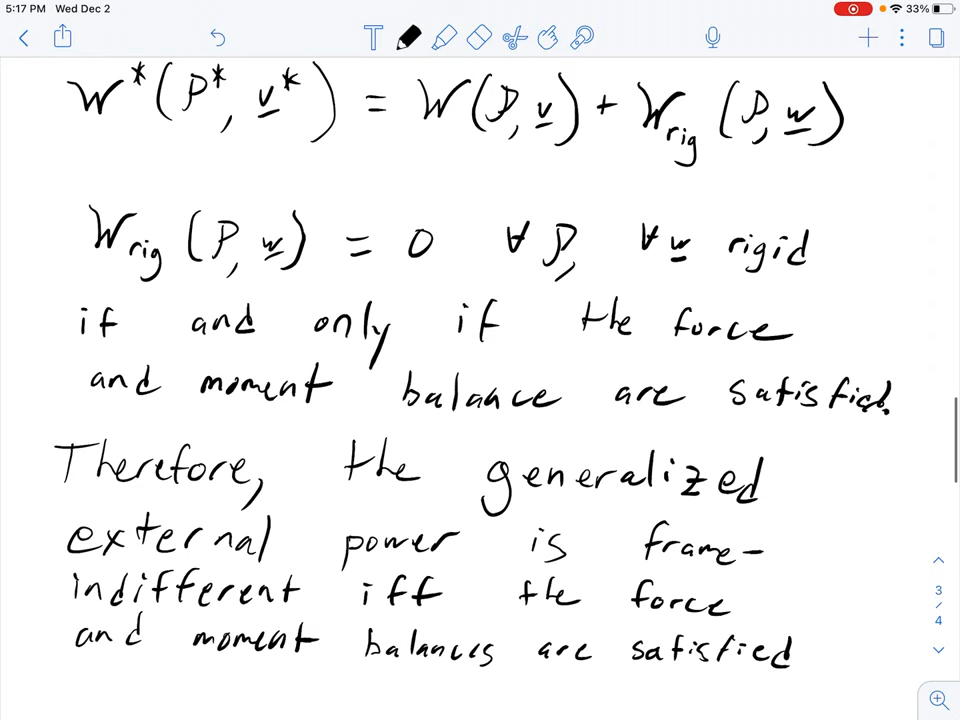 5:17 PM Wed Dec 2 33%
W*(P*, v*) = W(P, v) + W_rig (P, w)
W_rig (P, w) = 0 ∀ P, ∀ w rigid
if and only if the force
and moment balance are satisfied.
Therefore, the generalized
external power is frame-
indifferent iff the force
and moment balances are satisfied
3
/
4